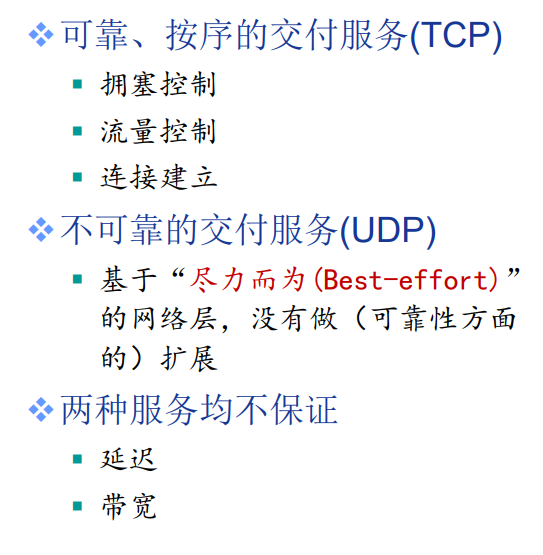 可靠、按序的交付服务(TCP)
拥塞控制
流量控制
连接建立
不可靠的交付服务(UDP)
基于“尽力而为(Best-effort)”
的网络层，没有做（可靠性方面
的）扩展
两种服务均不保证
延迟
带宽